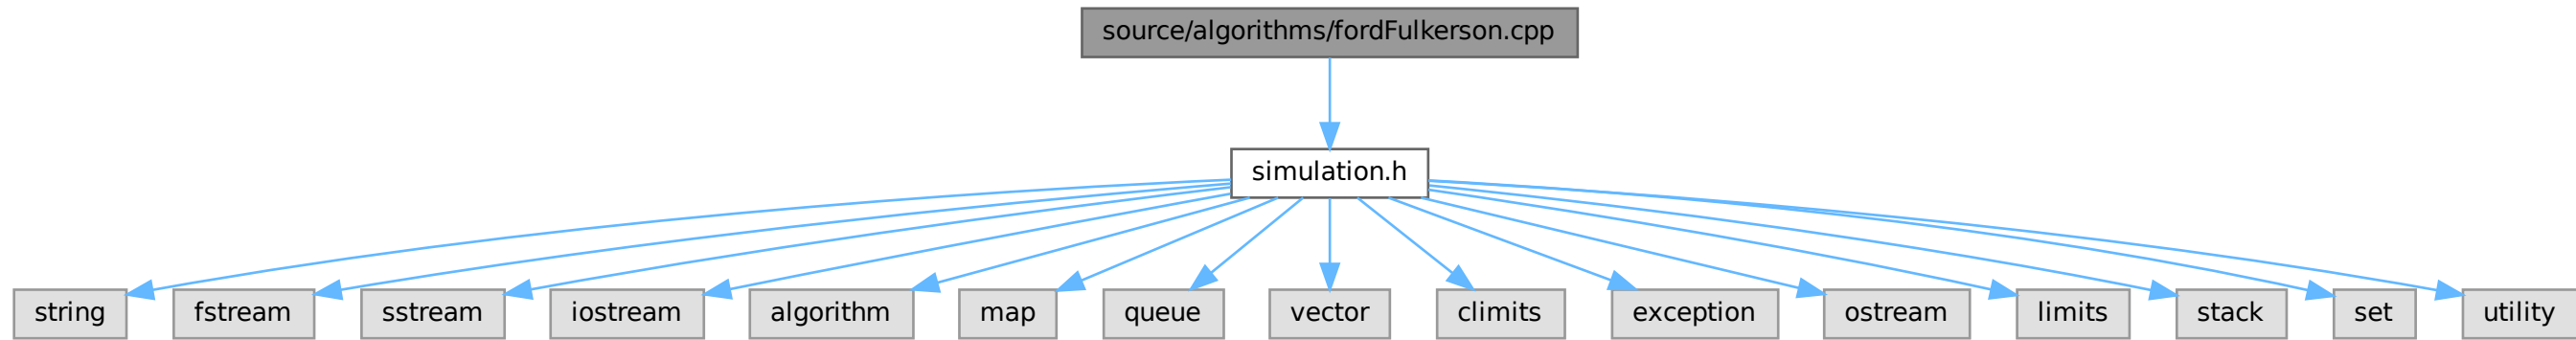 source/algorithms/fordFulkerson.cpp
simulation.h
string
fstream
sstream
iostream
algorithm
map
queue
vector
climits
exception
ostream
limits
stack
set
utility